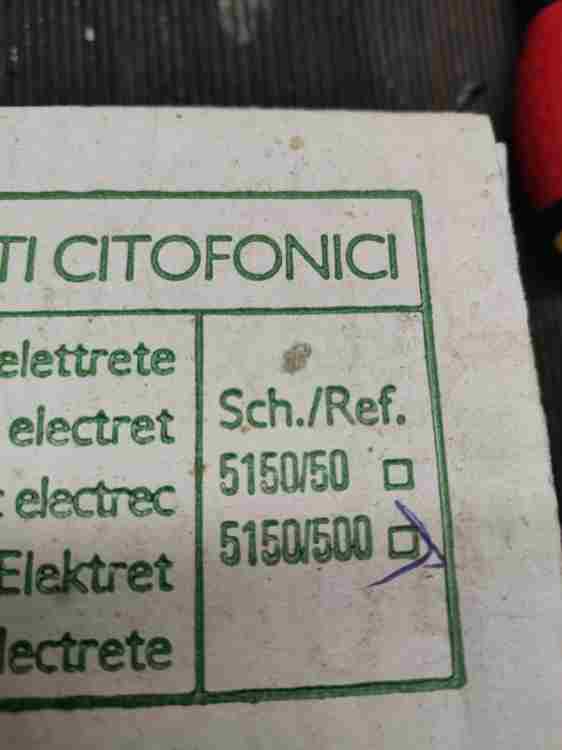 TI CITOFONICI
elettrete
electret
electrec
Elektret
lectrete
Sch./Ref.
5150/50
5150/500